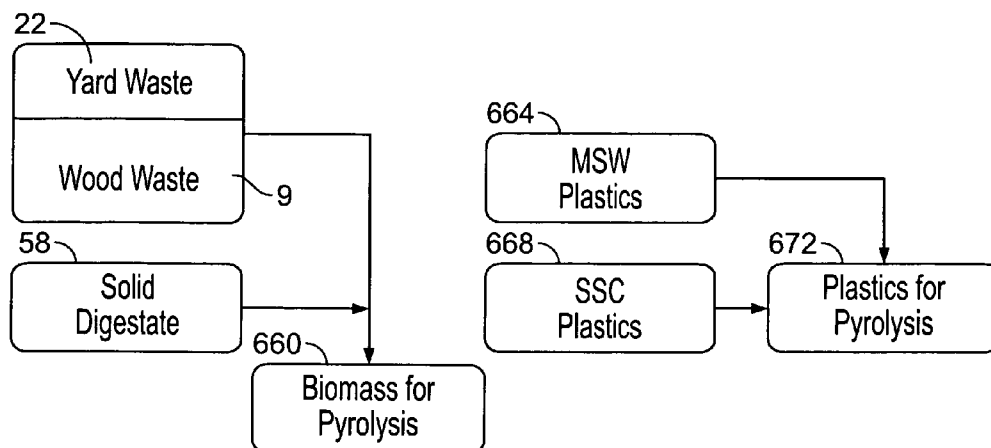 22
Yard Waste
Wood Waste
9
58
Solid
Digestate
660
Biomass for
Pyrolysis
664
MSW
Plastics
668
SSC
Plastics
672
Plastics for
Pyrolysis